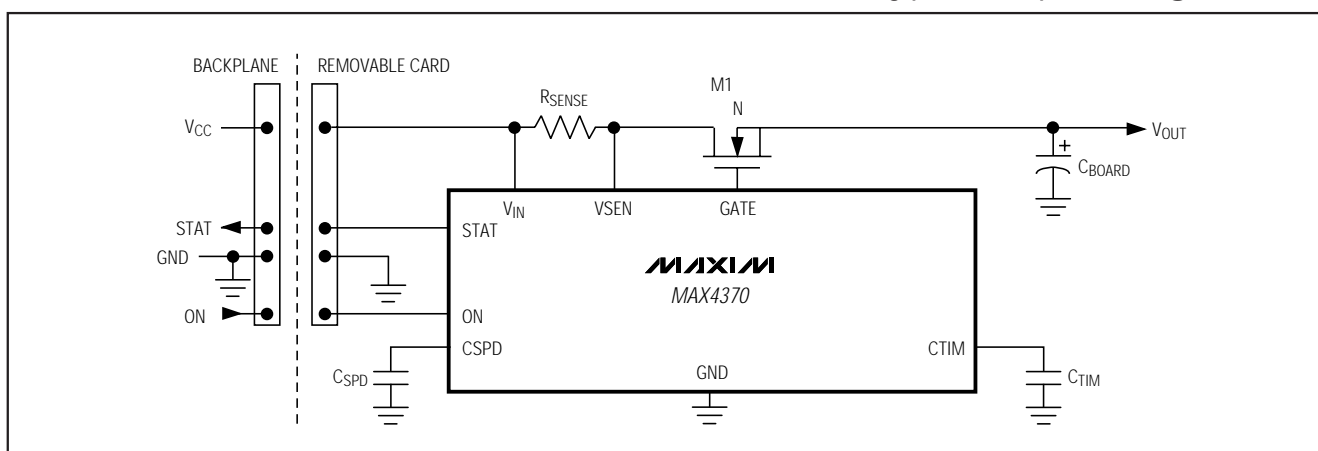 BACKPLANE
REMOVABLE CARD
M1
N
RSENSE
VCC
VOUT
+
CBOARD
VIN
VSEN
GATE
STAT
STAT
GND
MAXIM
MAX4370
ON
ON
CSPD
CTIM
CSPD
GND
CTIM